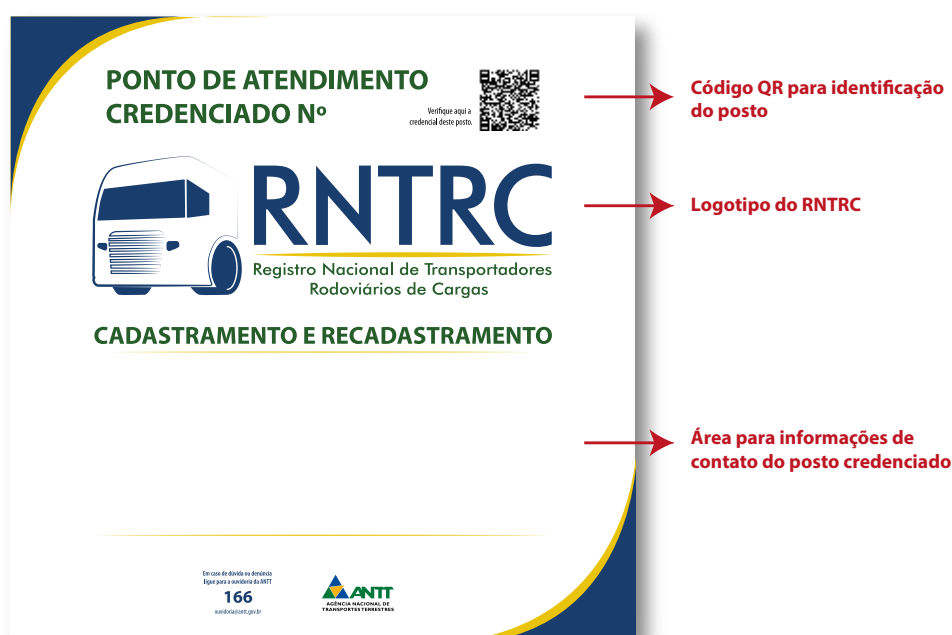 PONTO DE ATENDIMENTO
CREDENCIADO Nº
Verifique aqui a
credencial deste posto.
Código QR para identificação
do posto
RNTRC
Registro Nacional de Transportadores
Rodoviários de Cargas
Logotipo do RNTRC
CADASTRAMENTO E RECADASTRAMENTO
Área para informações de
contato do posto credenciado
Em caso de dúvida ou denúncia
ligue para a ouvidoria da ANTT
166
ouvidoria@antt.gov.br
ANTT
AGÊNCIA NACIONAL DE
TRANSPORTES TERRESTRES